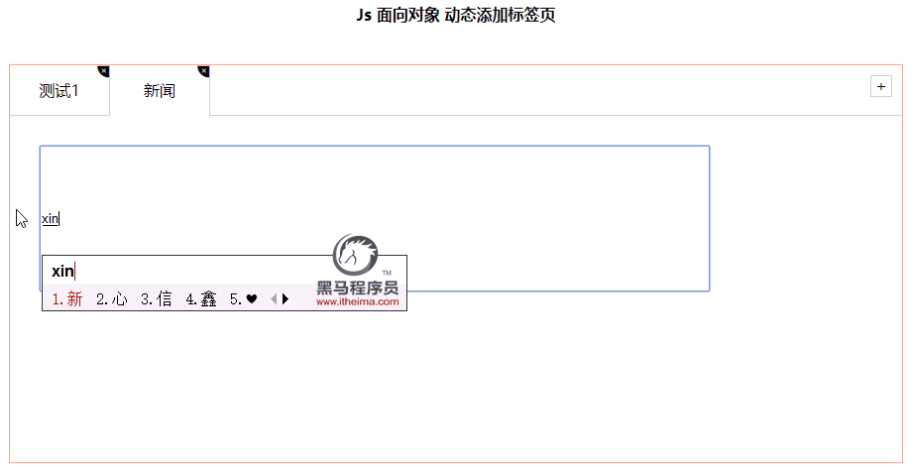 Js 面向对象 动态添加标签页
测试1 × 新闻 × +
xin
xin
1.新 2.心 3.信 4.鑫 5.♥
TM
黑马程序员
www.itheima.com